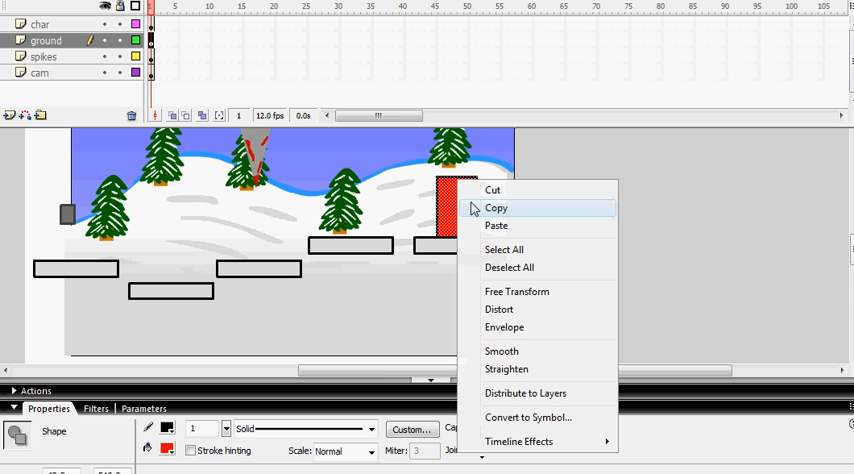 1 5 10 15 20 25 30 35 40 45 50 55 60 65 70 75 80 85 90 95 100 105
char
ground
spikes
cam
1 12.0 fps 0.0s
Cut
Copy
Paste
Select All
Deselect All
Free Transform
Distort
Envelope
Smooth
Straighten
Distribute to Layers
Convert to Symbol...
Timeline Effects
Actions
Properties Filters Parameters
Shape 1 Solid Custom...
Stroke hinting Scale: Normal Miter: 3